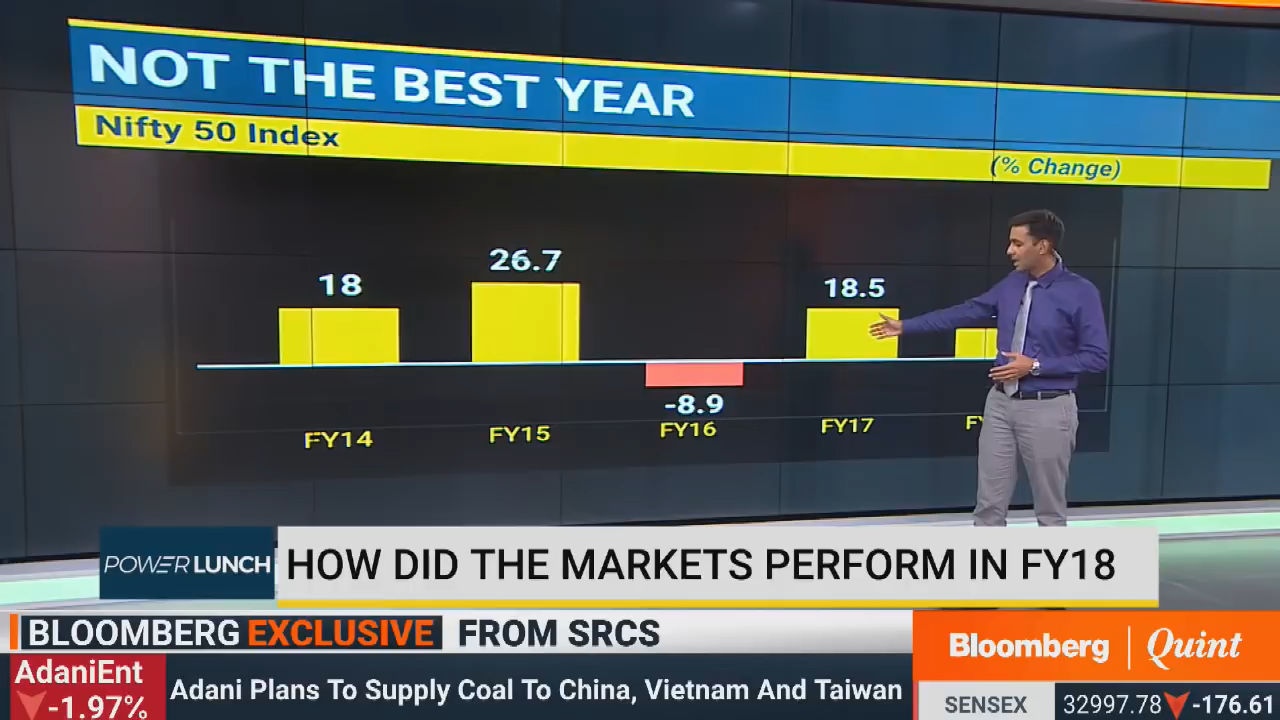 NOT THE BEST YEAR
Nifty 50 Index
(% Change)
18
26.7
18.5
-8.9
FY14
FY15
FY16
FY17
POWER LUNCH
HOW DID THE MARKETS PERFORM IN FY18
BLOOMBERG EXCLUSIVE FROM SRCS
Bloomberg | Quint
AdaniEnt
-1.97%
Adani Plans To Supply Coal To China, Vietnam And Taiwan
SENSEX 32997.78 -176.61